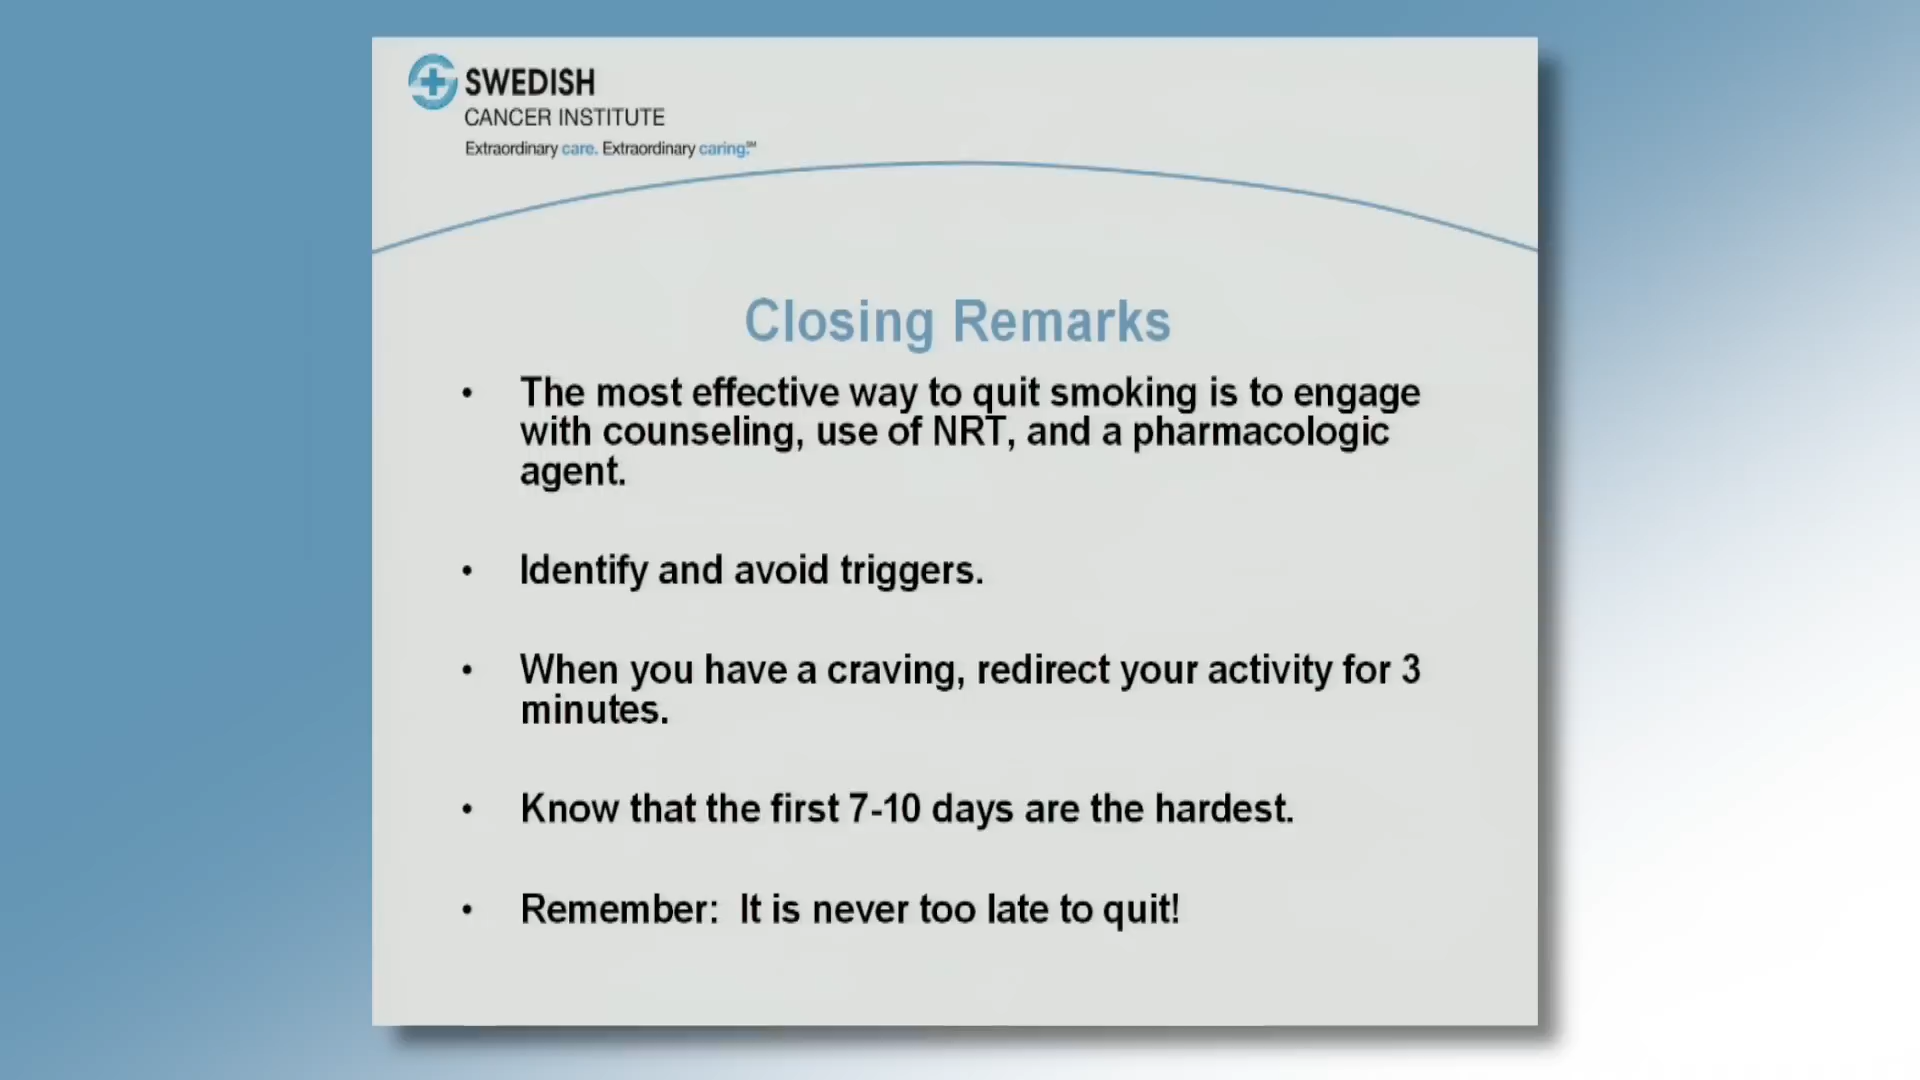 SWEDISH
CANCER INSTITUTE
Extraordinary care. Extraordinary caring.℠
Closing Remarks
• The most effective way to quit smoking is to engage
with counseling, use of NRT, and a pharmacologic
agent.
• Identify and avoid triggers.
• When you have a craving, redirect your activity for 3
minutes.
• Know that the first 7-10 days are the hardest.
• Remember:  It is never too late to quit!